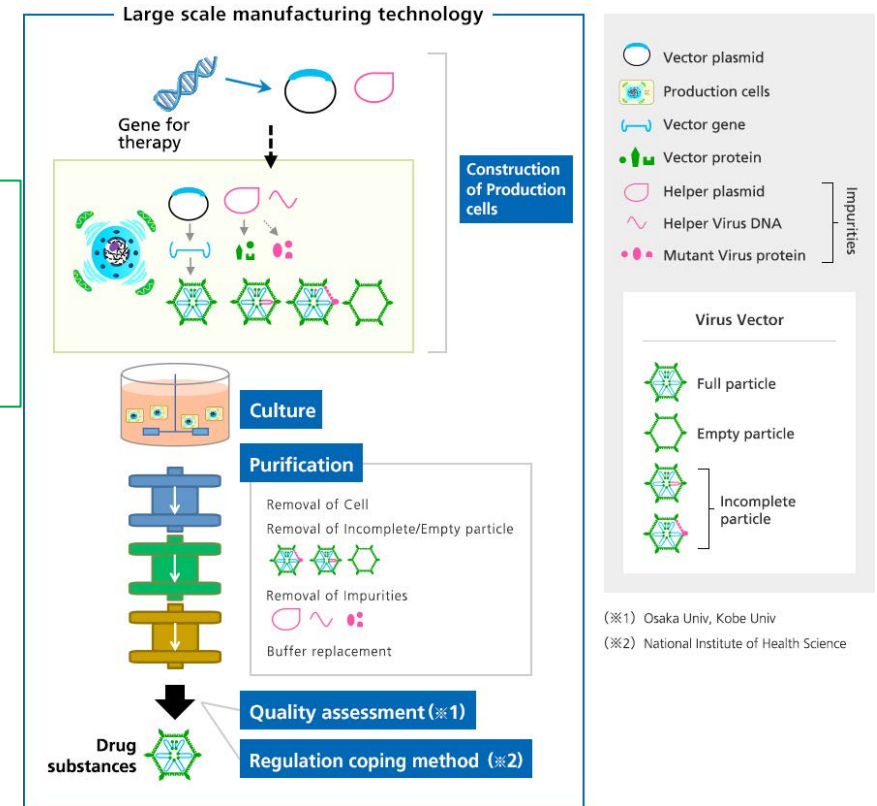 Large scale manufacturing technology
Gene for
therapy
Construction
of Production
cells
Culture
Purification
Removal of Cell
Removal of Incomplete/Empty particle
Removal of Impurities
Buffer replacement
Quality assessment (※1)
Regulation coping method (※2)
Drug
substances
Vector plasmid
Production cells
Vector gene
Vector protein
Helper plasmid
Helper Virus DNA
Mutant Virus protein
Impurities
Virus Vector
Full particle
Empty particle
Incomplete
particle
(※1) Osaka Univ, Kobe Univ
(※2) National Institute of Health Science